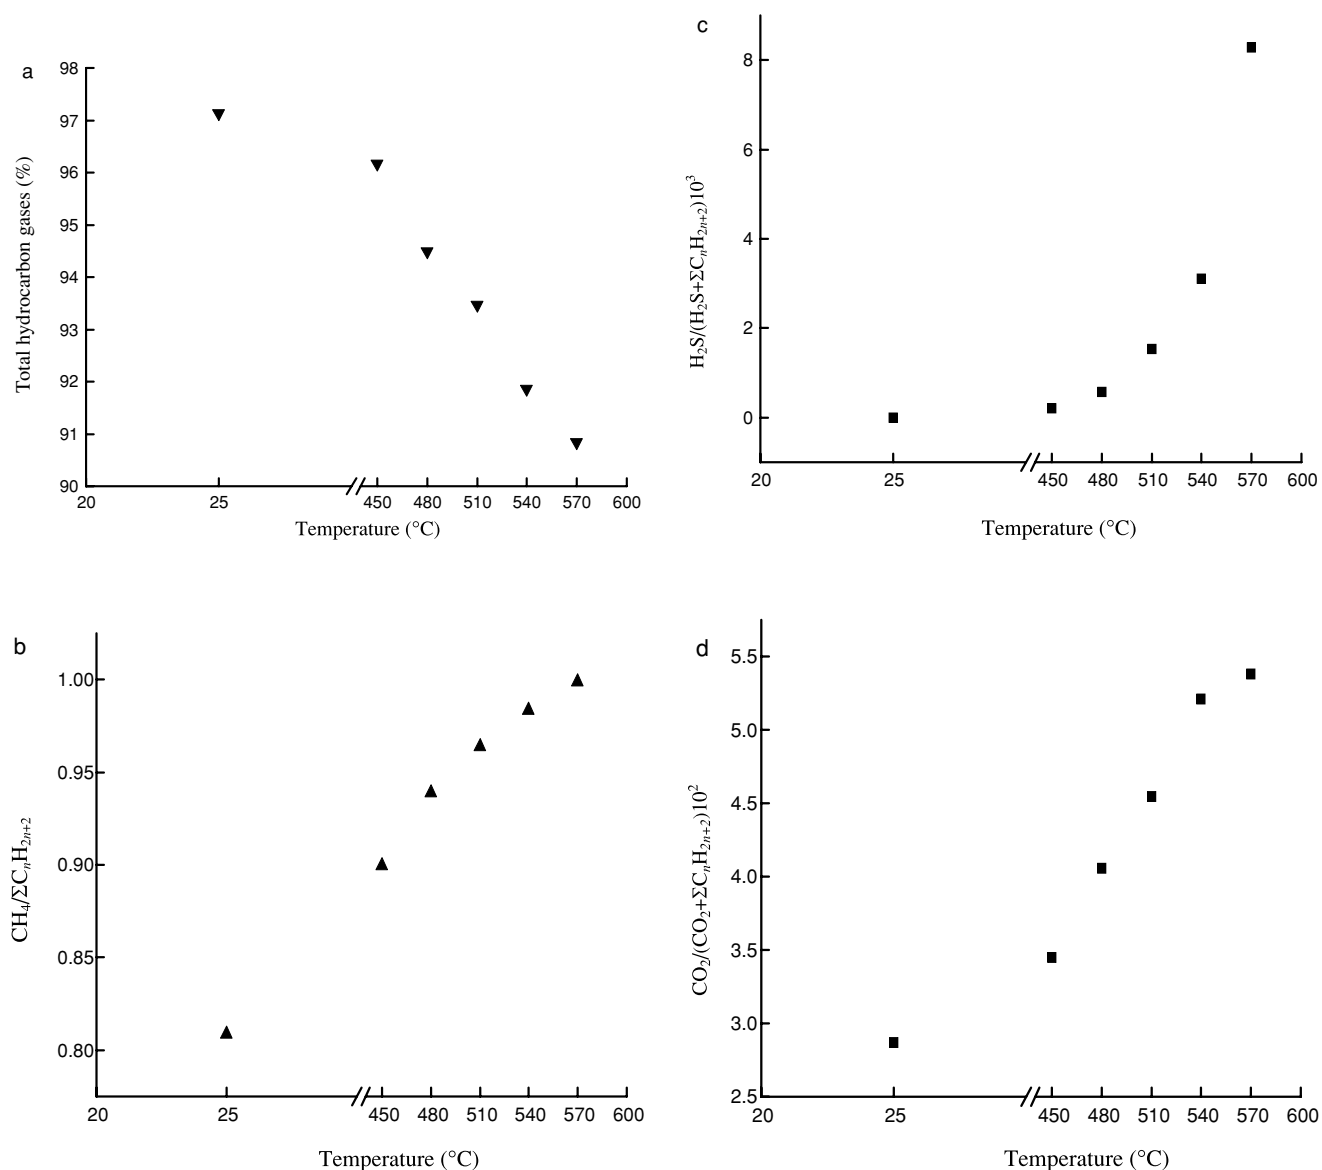 a
98
97
96
95
94
93
92
91
90
Total hydrocarbon gases (%)
20 25 450 480 510 540 570 600
Temperature (°C)
c
8
6
4
2
0
H₂S/(H₂S+ΣCₙH₂ₙ₊₂)10³
20 25 450 480 510 540 570 600
Temperature (°C)
b
1.00
0.95
0.90
0.85
0.80
CH₄/ΣCₙH₂ₙ₊₂
20 25 450 480 510 540 570 600
Temperature (°C)
d
5.5
5.0
4.5
4.0
3.5
3.0
2.5
CO₂/(CO₂+ΣCₙH₂ₙ₊₂)10²
20 25 450 480 510 540 570 600
Temperature (°C)